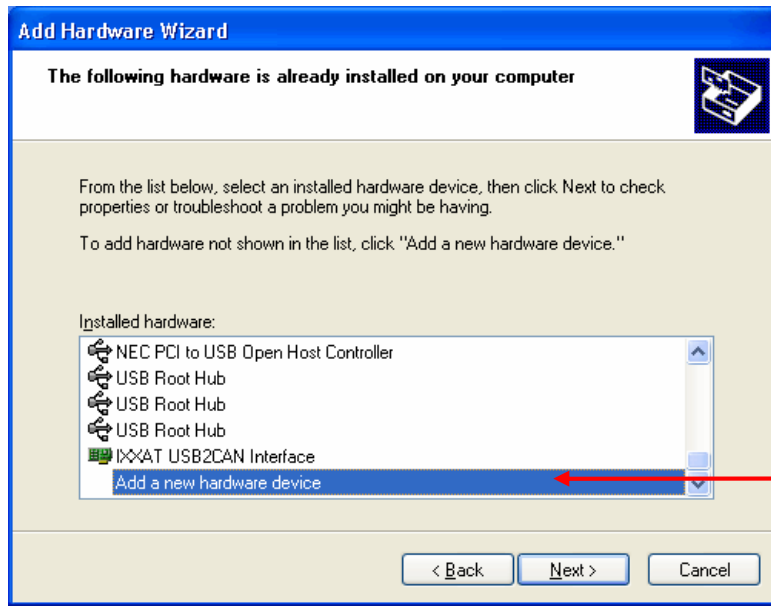 Add Hardware Wizard
The following hardware is already installed on your computer
From the list below, select an installed hardware device, then click Next to check
properties or troubleshoot a problem you might be having.
To add hardware not shown in the list, click "Add a new hardware device."
Installed hardware:
NEC PCI to USB Open Host Controller
USB Root Hub
USB Root Hub
USB Root Hub
IXXAT USB2CAN Interface
Add a new hardware device
< Back
Next >
Cancel